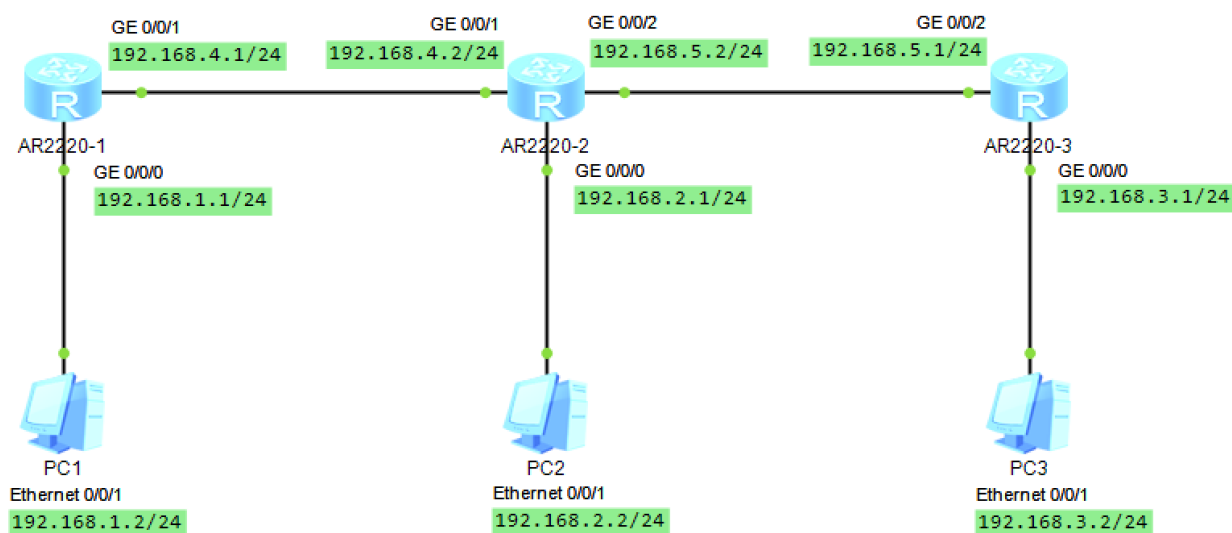 GE 0/0/1
192.168.4.1/24
GE 0/0/1
192.168.4.2/24
GE 0/0/2
192.168.5.2/24
GE 0/0/2
192.168.5.1/24
R
R
R
AR2220-1
AR2220-2
AR2220-3
GE 0/0/0
192.168.1.1/24
GE 0/0/0
192.168.2.1/24
GE 0/0/0
192.168.3.1/24
PC1
PC2
PC3
Ethernet 0/0/1
192.168.1.2/24
Ethernet 0/0/1
192.168.2.2/24
Ethernet 0/0/1
192.168.3.2/24